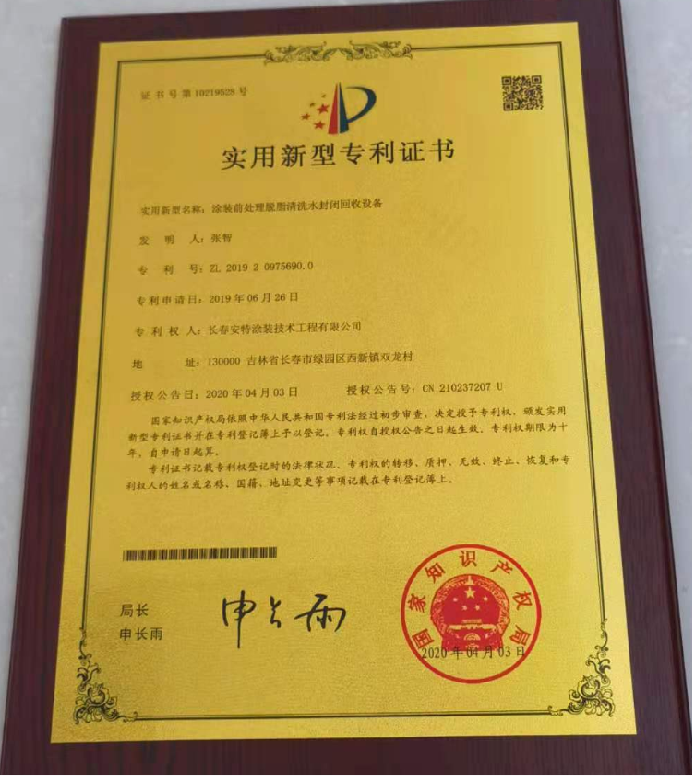 证书号第10219528号
实用新型专利证书
实用新型名称：涂装前处理脱脂清洗水封闭回收设备
发 明 人：张智
专 利 号：ZL 2019 2 0975690.0
专利申请日：2019年06月26日
专 利 权 人：长春安特涂装技术工程有限公司
地 址：130000 吉林省长春市绿园区西新镇双龙村
授权公告日：2020年04月03日 授权公告号：CN 210237207 U
国家知识产权局依照中华人民共和国专利法经过初步审查，决定授予专利权，颁发实用
新型专利证书并在专利登记簿上予以登记。专利权自授权公告之日起生效。专利权期限为十
年，自申请日起算。
专利证书记载专利权登记时的法律状况。专利权的转移、质押、无效、终止、恢复和专
利权人的姓名或名称、国籍、地址变更等事项记载在专利登记簿上。
局长
申长雨
申长雨
国家知识产权局
2020年04月03日